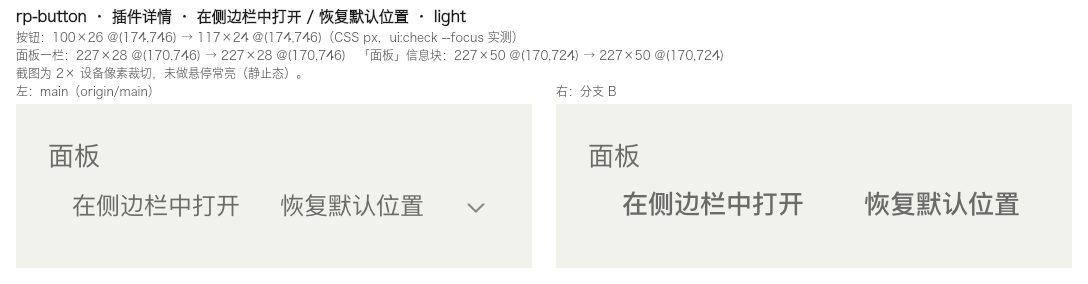 rp-button · 插件详情 · 在侧边栏中打开 / 恢复默认位置 · light
按钮：100×26 @(174,746) → 117×24 @(174,746)（CSS px，ui:check --focus 实测）
面板一栏：227×28 @(170,746) → 227×28 @(170,746) 「面板」信息块：227×50 @(170,724) → 227×50 @(170,724)
截图为 2× 设备像素裁切，未做悬停常亮（静止态）。
左：main（origin/main）
右：分支 B
面板
在侧边栏中打开 恢复默认位置
面板
在侧边栏中打开 恢复默认位置